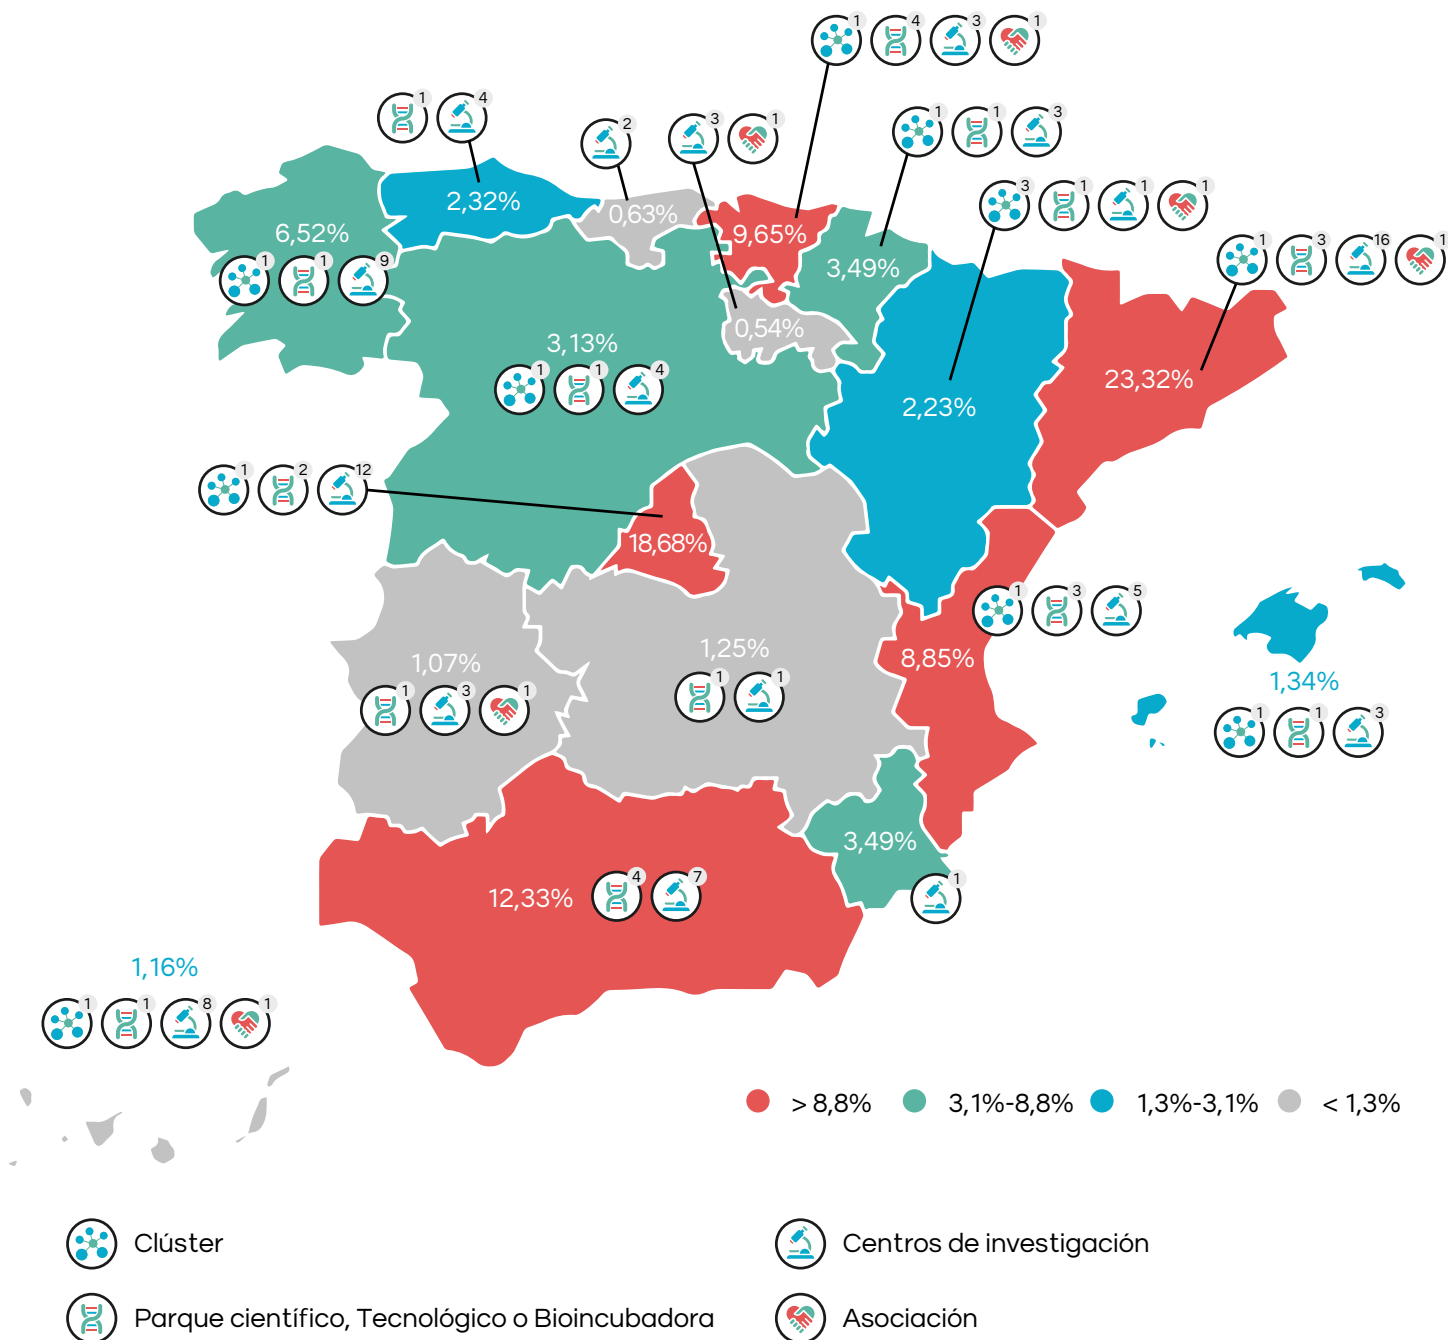 1 4 3 1
1 4
2
3 1
1 1 3
2,32%
0,63%
9,65%
3 1 1 1
6,52%
1 1 9
3,49%
1 3 16 1
0,54%
3,13%
1 1 4
23,32%
2,23%
1 2 12
18,68%
1 3 5
1,07%
1 3 1
1,25%
1 1
8,85%
1,34%
1 1 3
3,49%
12,33%
4 7
1
1,16%
1 1 8 1
> 8,8% 3,1%-8,8% 1,3%-3,1% < 1,3%
Clúster
Centros de investigación
Parque científico, Tecnológico o Bioincubadora
Asociación